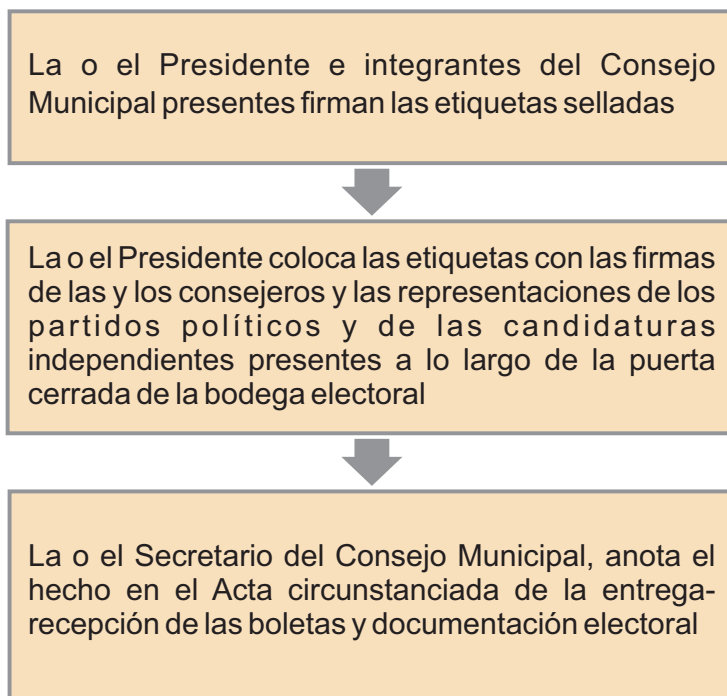 La o el Presidente e integrantes del Consejo
Municipal presentes firman las etiquetas selladas
La o el Presidente coloca las etiquetas con las firmas
de las y los consejeros y las representaciones de los
partidos políticos y de las candidaturas
independientes presentes a lo largo de la puerta
cerrada de la bodega electoral
La o el Secretario del Consejo Municipal, anota el
hecho en el Acta circunstanciada de la entrega-
recepción de las boletas y documentación electoral